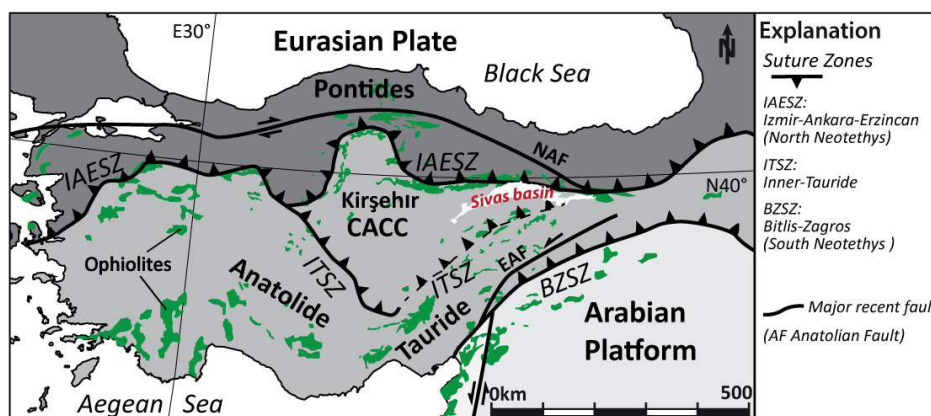 E30°
Eurasian Plate
Black Sea
Pontides
NAF
IAESZ
IAESZ
N40°
Sivas basin
Kirşehir
CACC
Ophiolites
ITSZ
ITSZ
EAF
BZSZ
Anatolide
Tauride
Arabian
Platform
Aegean Sea
0km 500
N
Explanation
Suture Zones
IAESZ:
Izmir-Ankara-Erzincan
(North Neotethys)
ITSZ:
Inner-Tauride
BZSZ:
Bitlis-Zagros
(South Neotethys )
Major recent faul
(AF Anatolian Fault)